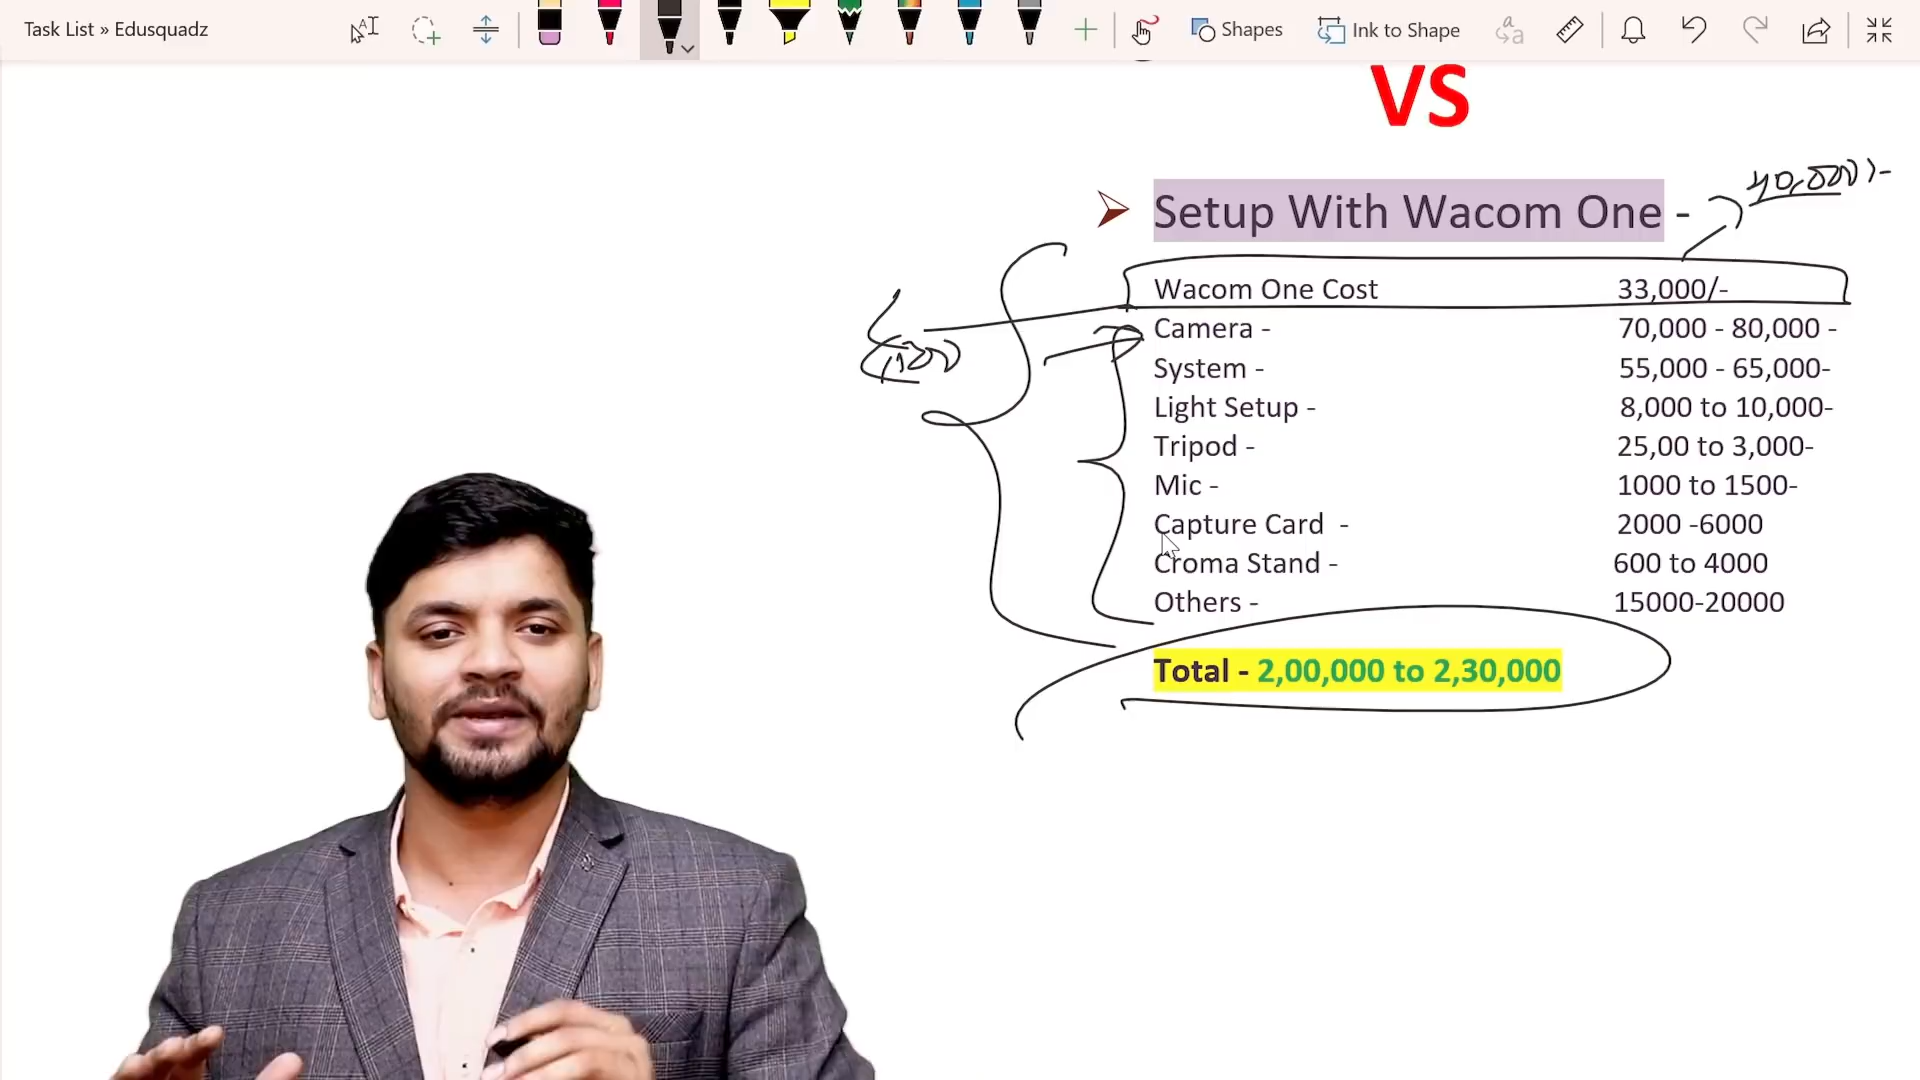 Task List » Edusquadz
Shapes
Ink to Shape
VS
40,000/-
Setup With Wacom One -
Wacom One Cost 33,000/-
Camera - 70,000 - 80,000 -
System - 55,000 - 65,000-
Light Setup - 8,000 to 10,000-
Tripod - 25,00 to 3,000-
Mic - 1000 to 1500-
Capture Card - 2000 -6000
Croma Stand - 600 to 4000
Others - 15000-20000
Total - 2,00,000 to 2,30,000